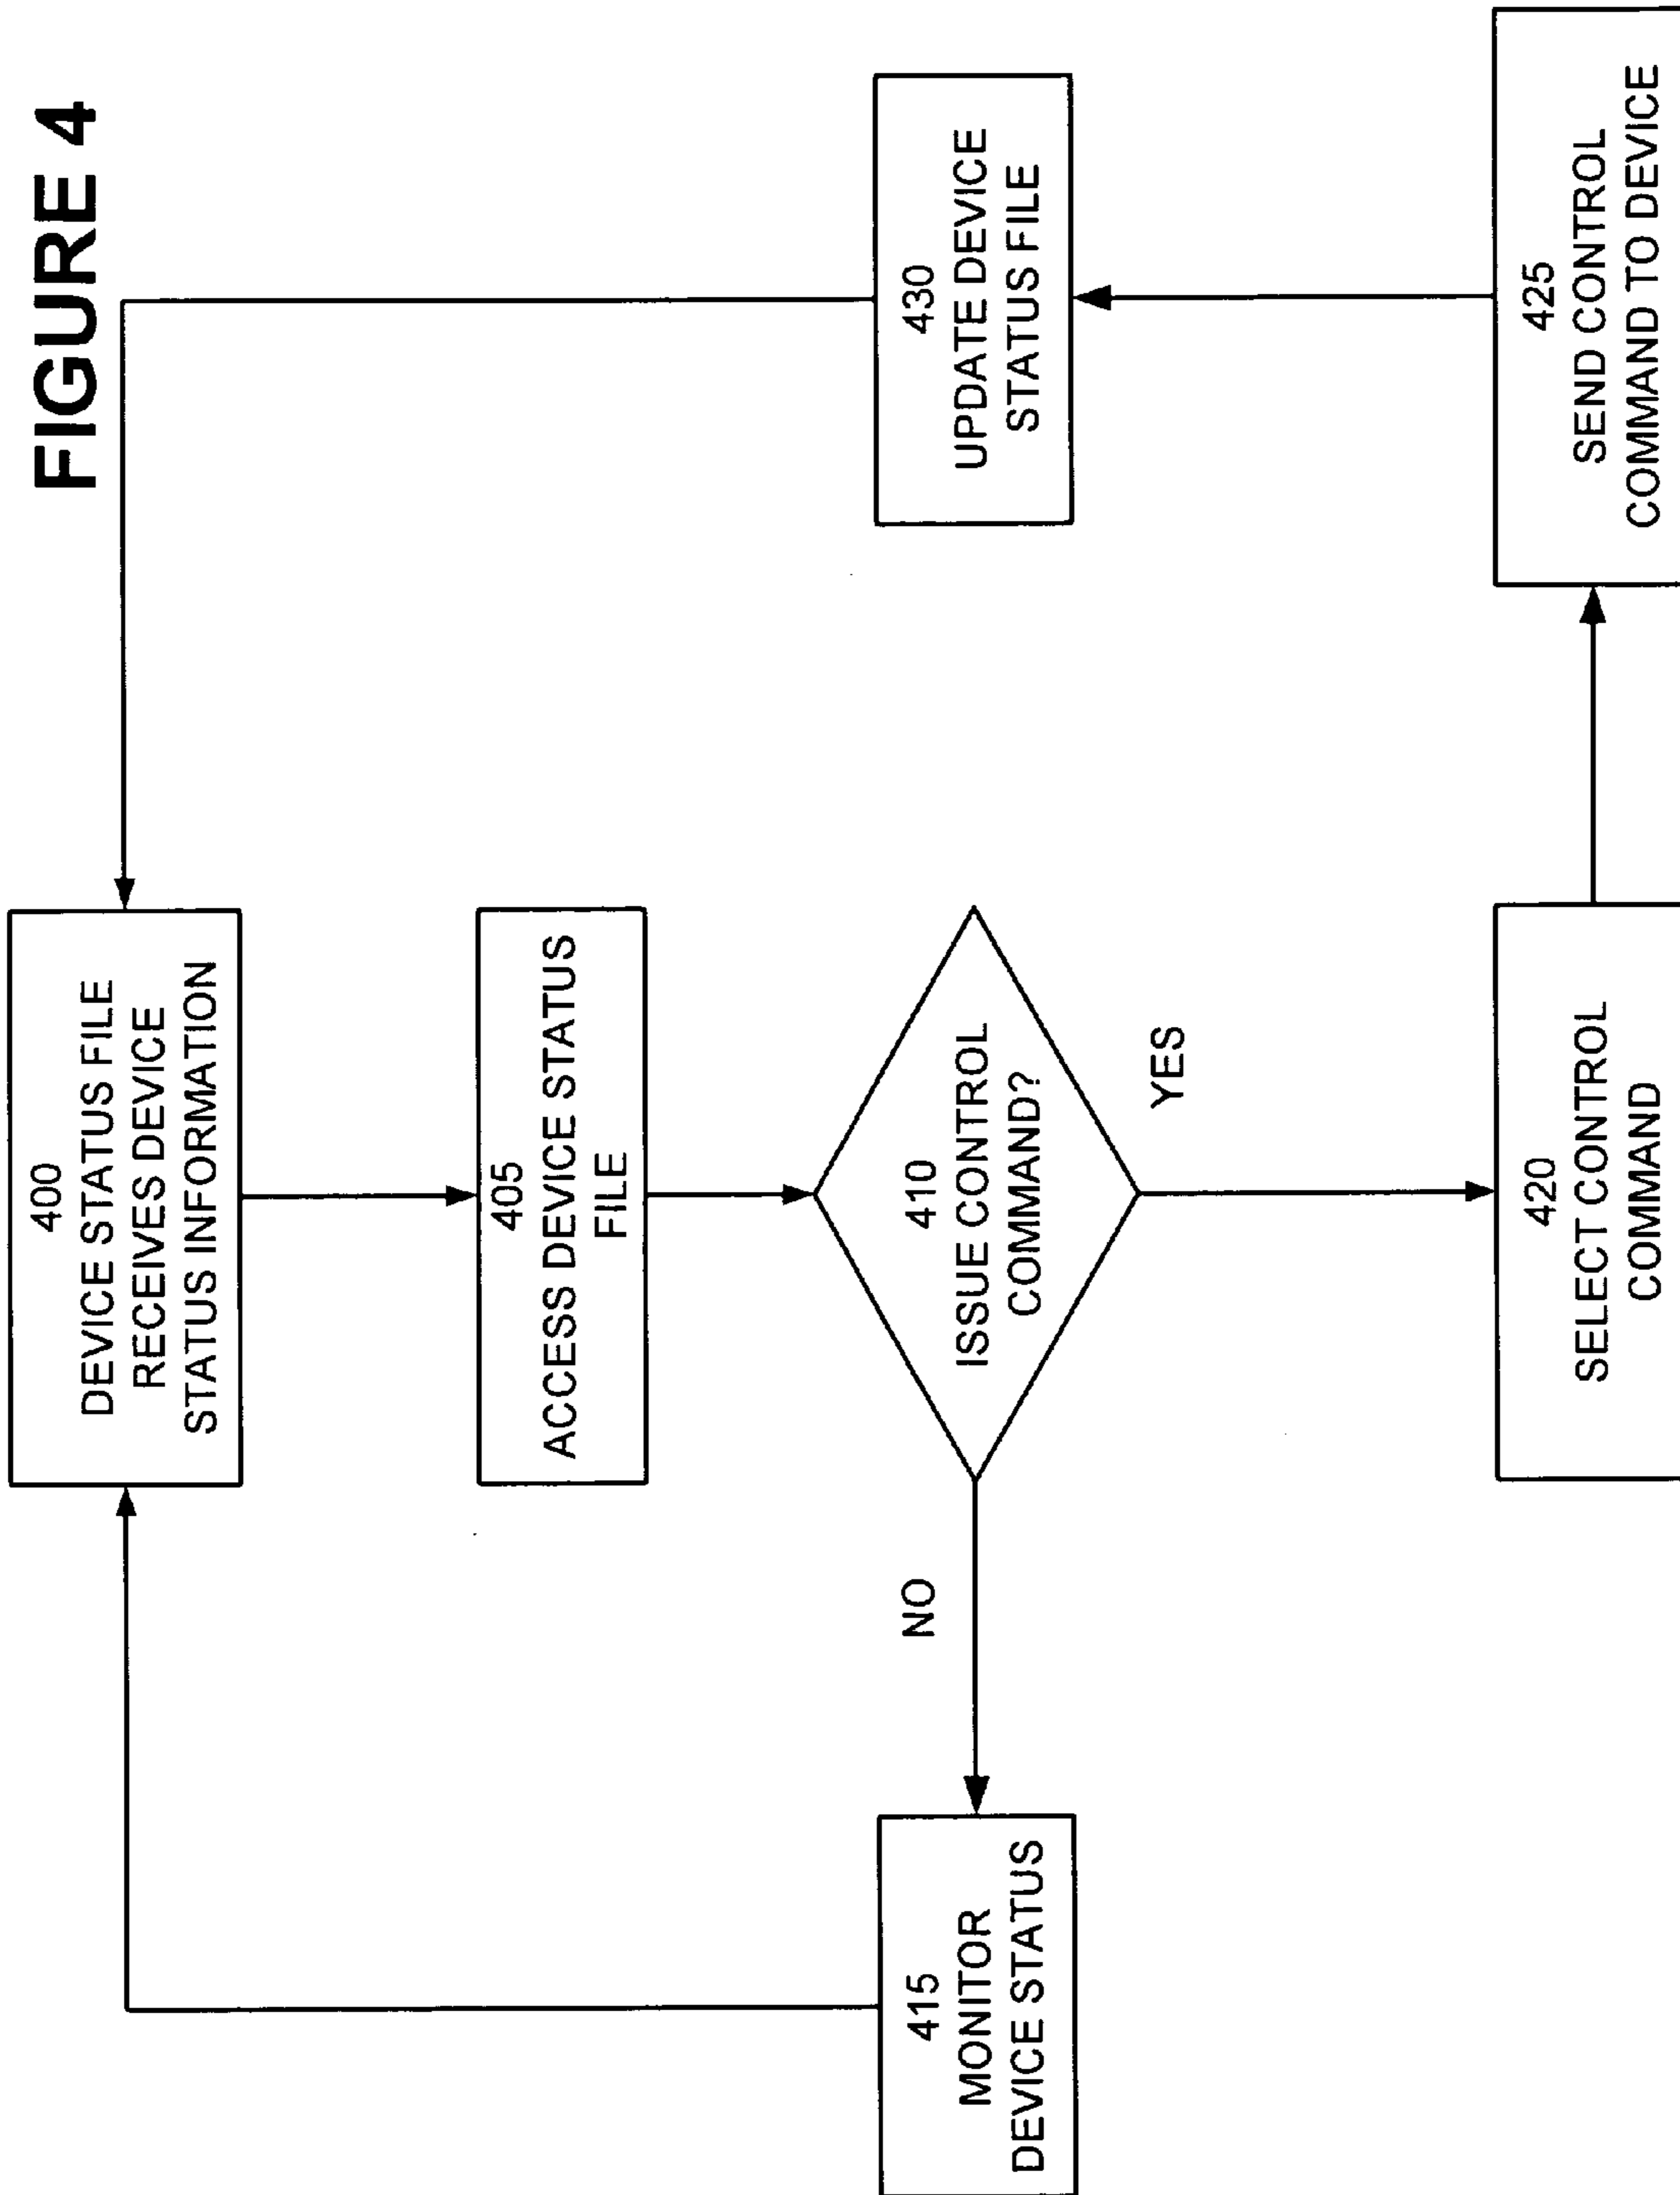 FIGURE 4
400
DEVICE STATUS FILE
RECEIVES DEVICE
STATUS INFORMATION
405
ACCESS DEVICE STATUS
FILE
410
ISSUE CONTROL
COMMAND?
NO
YES
415
MONITOR
DEVICE STATUS
420
SELECT CONTROL
COMMAND
425
SEND CONTROL
COMMAND TO DEVICE
430
UPDATE DEVICE
STATUS FILE